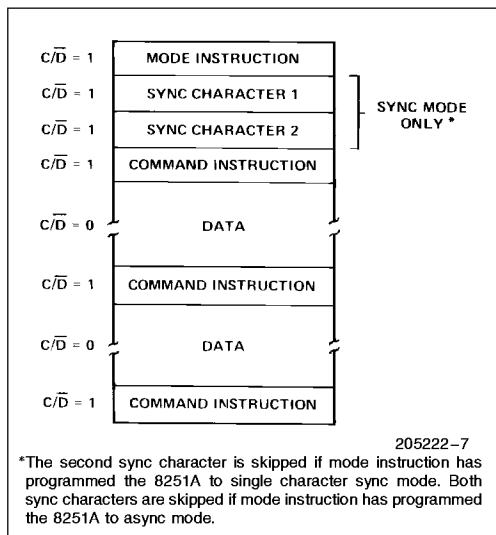 C/D̅ = 1 MODE INSTRUCTION
C/D̅ = 1 SYNC CHARACTER 1
C/D̅ = 1 SYNC CHARACTER 2
SYNC MODE
ONLY *
C/D̅ = 1 COMMAND INSTRUCTION
C/D̅ = 0 DATA
C/D̅ = 1 COMMAND INSTRUCTION
C/D̅ = 0 DATA
C/D̅ = 1 COMMAND INSTRUCTION
205222–7
*The second sync character is skipped if mode instruction has
programmed the 8251A to single character sync mode. Both
sync characters are skipped if mode instruction has programmed
the 8251A to async mode.